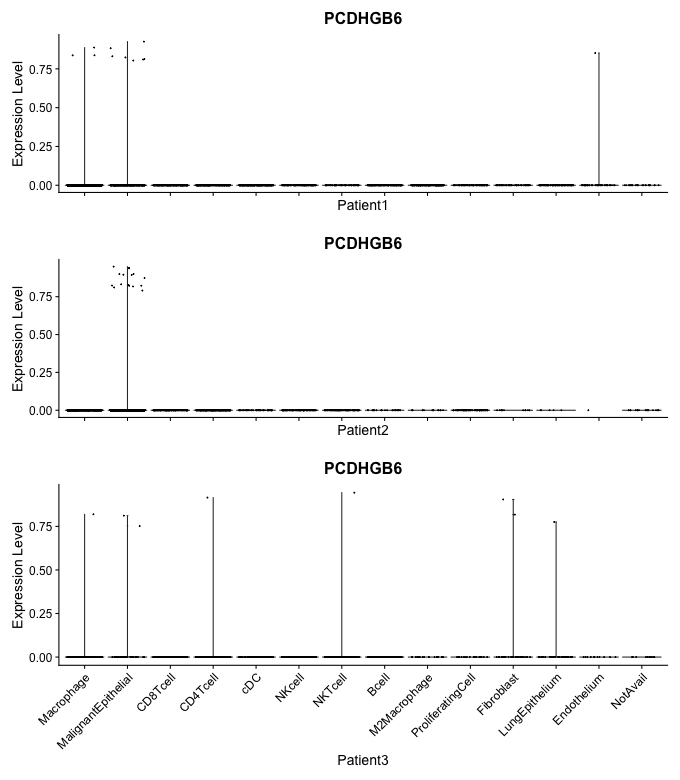 PCDHGB6
Expression Level
0.75
0.50
0.25
0.00
Patient1
PCDHGB6
Expression Level
0.75
0.50
0.25
0.00
Patient2
PCDHGB6
Expression Level
0.75
0.50
0.25
0.00
Macrophage
MalignantEpithelial
CD8Tcell
CD4Tcell
cDC
NKcell
NKTcell
Bcell
M2Macrophage
ProliferatingCell
Fibroblast
LungEpithelium
Endothelium
NotAvail
Patient3